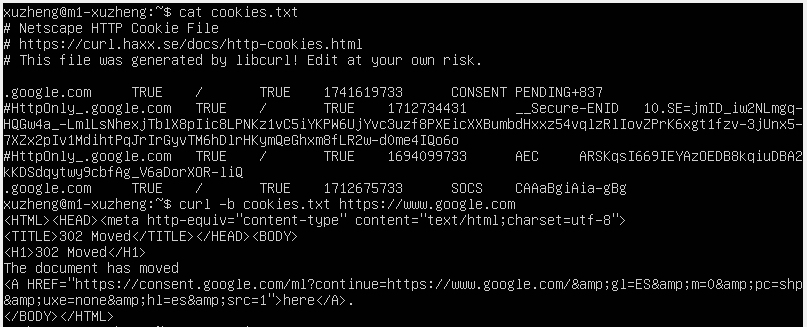 xuzheng@m1-xuzheng:~$ cat cookies.txt
# Netscape HTTP Cookie File
# https://curl.haxx.se/docs/http-cookies.html
# This file was generated by libcurl! Edit at your own risk.
.google.com TRUE / TRUE 1741619733 CONSENT PENDING+837
#HttpOnly_.google.com TRUE / TRUE 1712734431 __Secure-ENID 10.SE=jmID_iw2NLmgq-
HQGw4a_-LmlLsNhexjTblX8pIic8LPNKz1vC5iYKPW6UjYvc3uzf8PXEicXXBumbdHxxz54vqlzRlIov2PrK6xgt1fzv-3jUnx5-
7XZx2pIv1MdihtPqJrIrGyvTM6hDlrHKymQeGhxm8fLR2w-dOme4IQo6o
#HttpOnly_.google.com TRUE / TRUE 1694099733 AEC ARSKqsI669IEYAzOEDB8kqiuDBA2
kKDSdqytwy9cbfAg_V6aDorXOR-liQ
.google.com TRUE / TRUE 1712675733 SOCS CAAaBgiAia-gBg
xuzheng@m1-xuzheng:~$ curl -b cookies.txt https://www.google.com
<HTML><HEAD><meta http-equiv="content-type" content="text/html;charset=utf-8">
<TITLE>302 Moved</TITLE></HEAD><BODY>
<H1>302 Moved</H1>
The document has moved
<A HREF="https://consent.google.com/ml?continue=https://www.google.com/&amp;gl=ES&amp;m=0&amp;pc=shp
&amp;uxe=none&amp;hl=es&amp;src=1">here</A>.
</BODY></HTML>